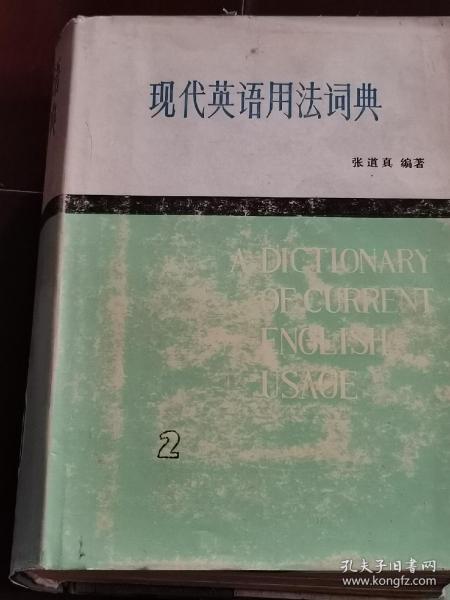 现代英语用法词典
张道真 编著
A DICTIONARY
OF CURRENT
ENGLISH
USAGE
2
孔夫子旧书网
www.kongfz.com